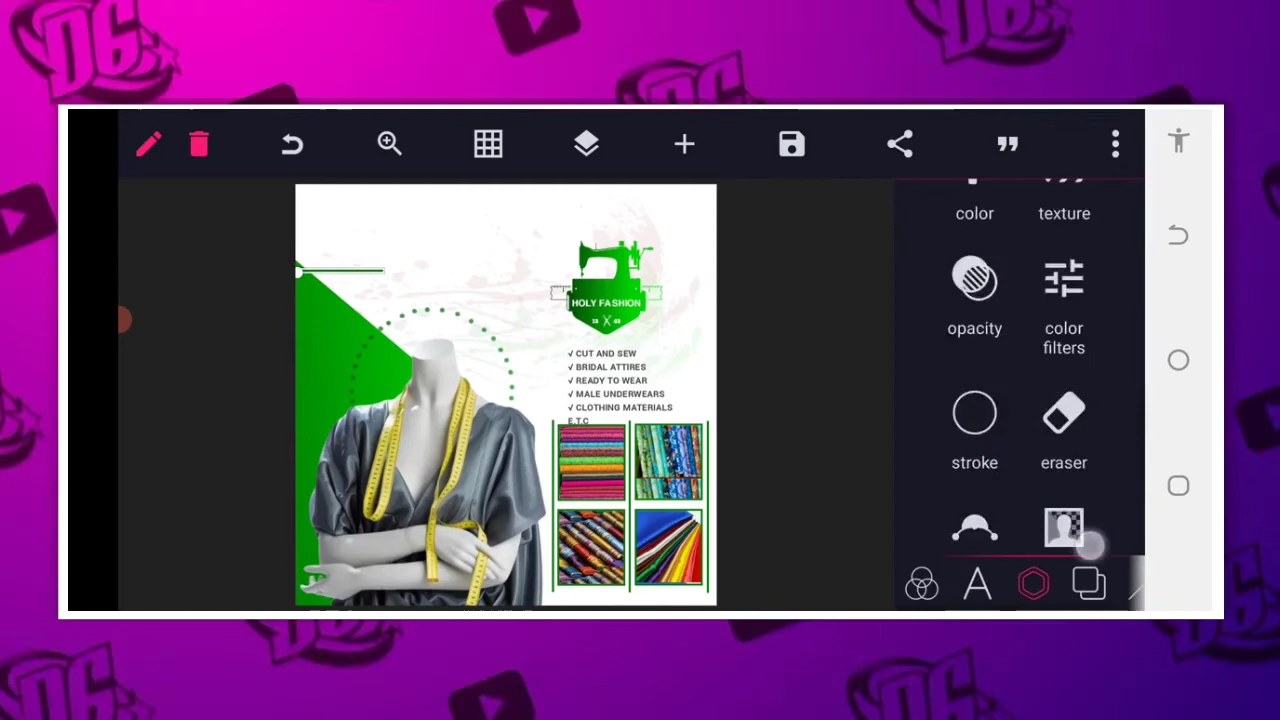 color
texture
opacity
color
filters
stroke
eraser
HOLY FASHION
√ CUT AND SEW
√ BRIDAL ATTIRES
√ READY TO WEAR
√ MALE UNDERWEARS
√ CLOTHING MATERIALS
E.T.C